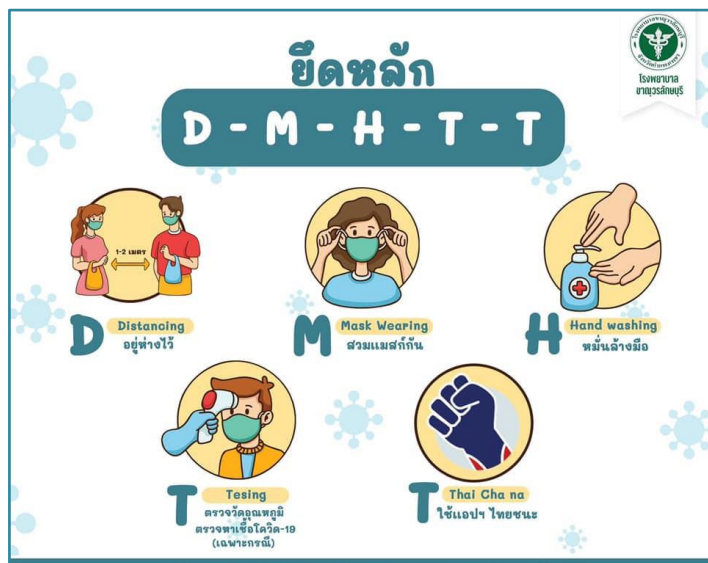 ยึดหลัก
D - M - H - T - T
โรงพยาบาล
ขาณุวรลักษบุรี
1-2 เมตร
D
Distancing
อยู่ห่างไว้
M
Mask Wearing
สวมแมสก์กัน
H
Hand washing
หมั่นล้างมือ
T
Tesing
ตรวจวัดอุณหภูมิ
ตรวจหาเชื้อโควิด-19
(เฉพาะกรณี)
T
Thai Cha na
ใช้แอปฯ ไทยชนะ